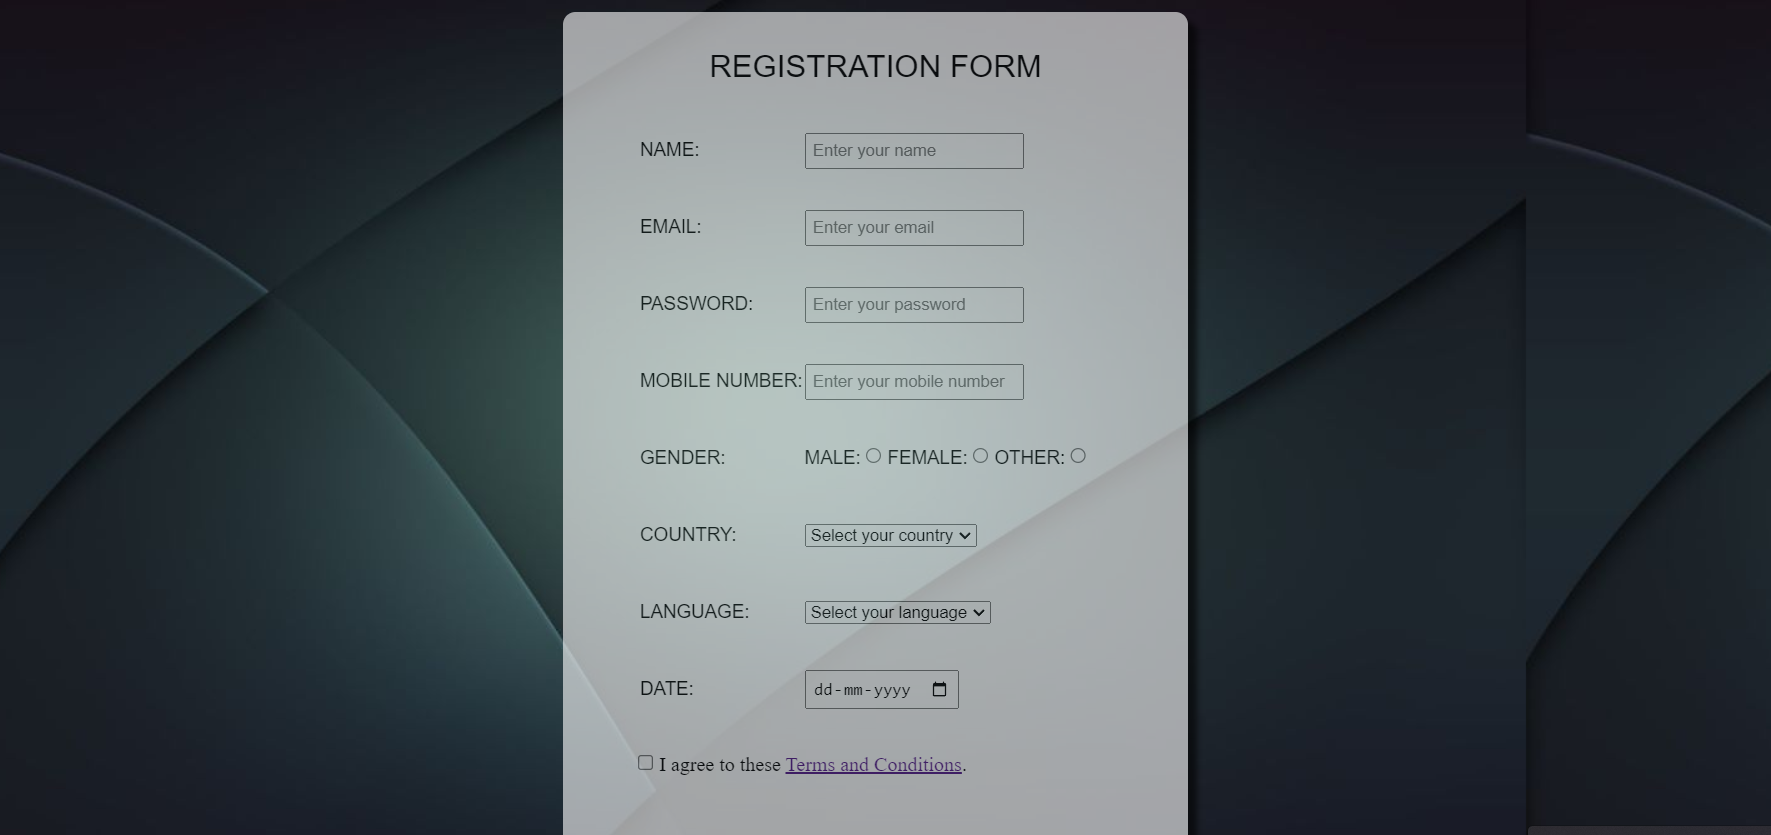 REGISTRATION FORM
NAME: Enter your name
EMAIL: Enter your email
PASSWORD: Enter your password
MOBILE NUMBER: Enter your mobile number
GENDER: MALE: FEMALE: OTHER:
COUNTRY: Select your country
LANGUAGE: Select your language
DATE: dd-mm-yyyy
I agree to these Terms and Conditions.